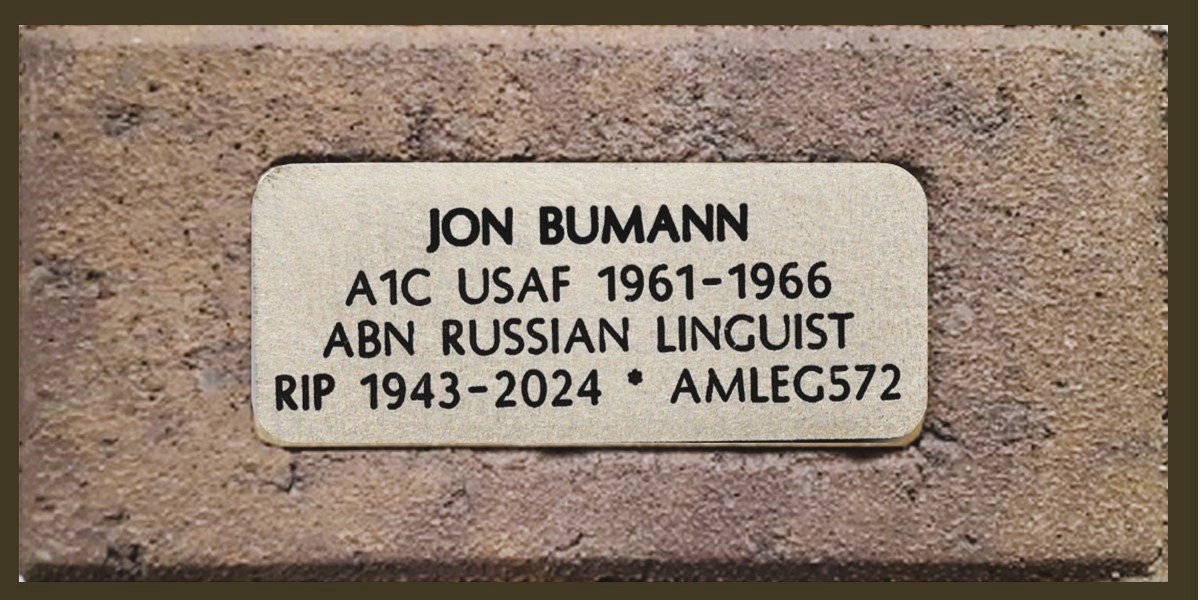 JON BUMANN
A1C USAF 1961-1966
ABN RUSSIAN LINGUIST
RIP 1943-2024 * AMLEG572